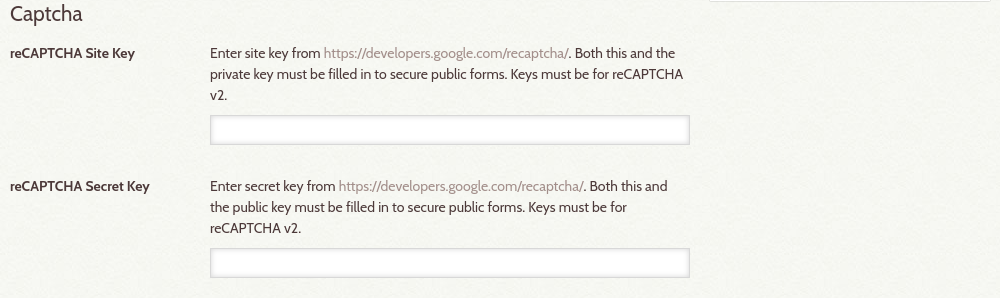 Captcha
reCAPTCHA Site Key
Enter site key from https://developers.google.com/recaptcha/. Both this and the
private key must be filled in to secure public forms. Keys must be for reCAPTCHA
v2.
reCAPTCHA Secret Key
Enter secret key from https://developers.google.com/recaptcha/. Both this and
the public key must be filled in to secure public forms. Keys must be for
reCAPTCHA v2.